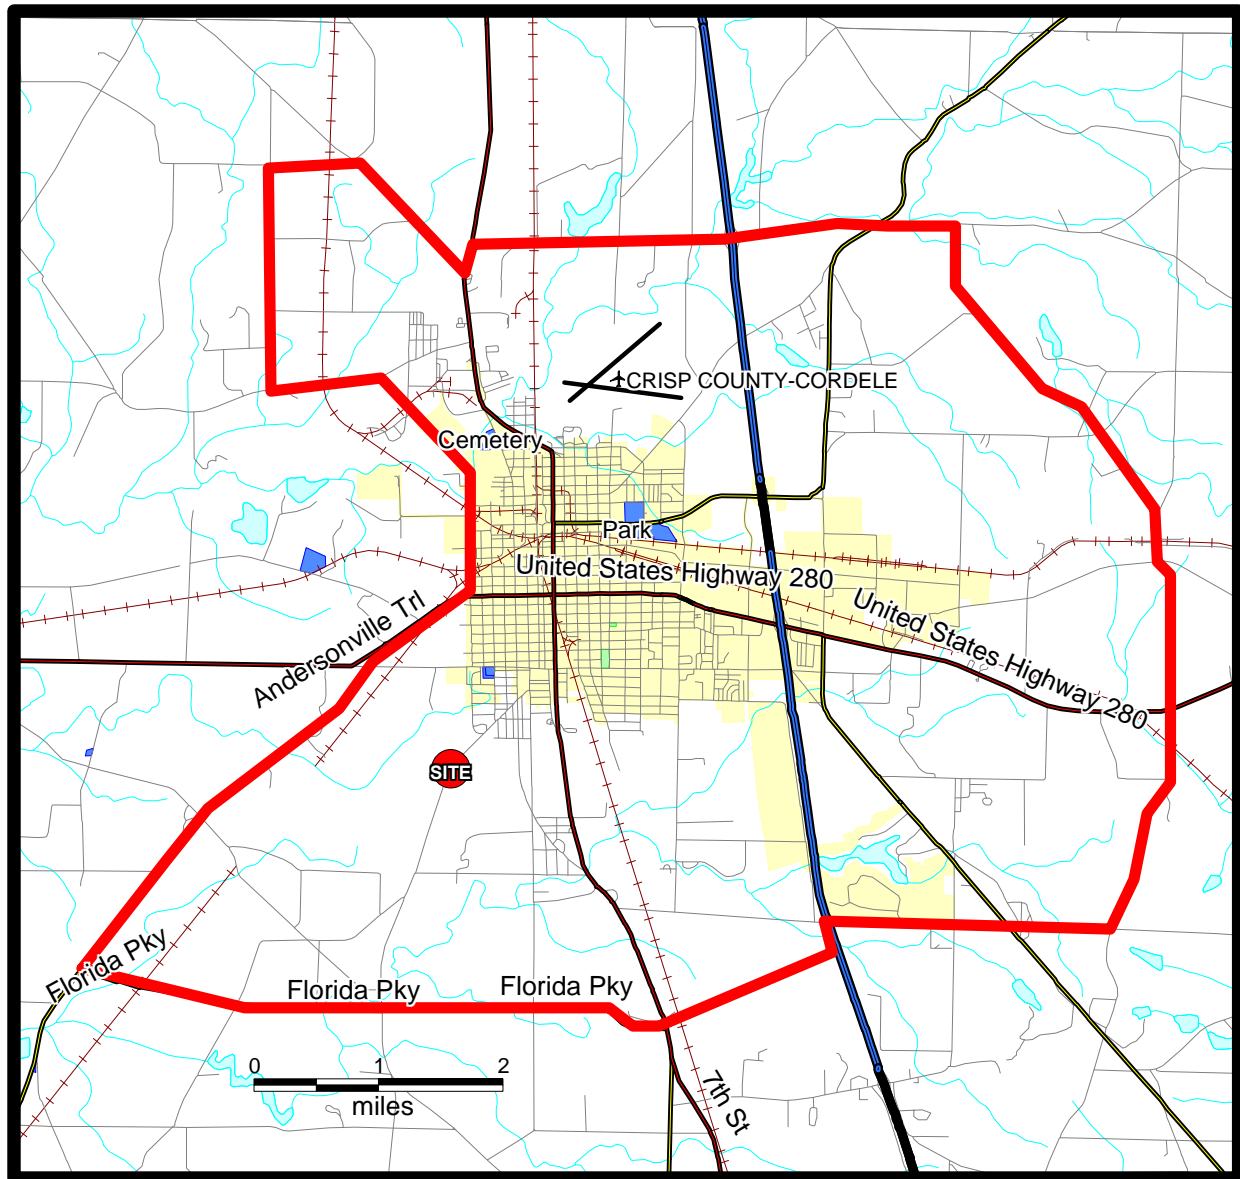 CRISP COUNTY-CORDELE
Cemetery
Park
United States Highway 280
United States Highway 280
Andersonville Trl
SITE
Florida Pky
Florida Pky
Florida Pky
0 1 2
miles
7th St